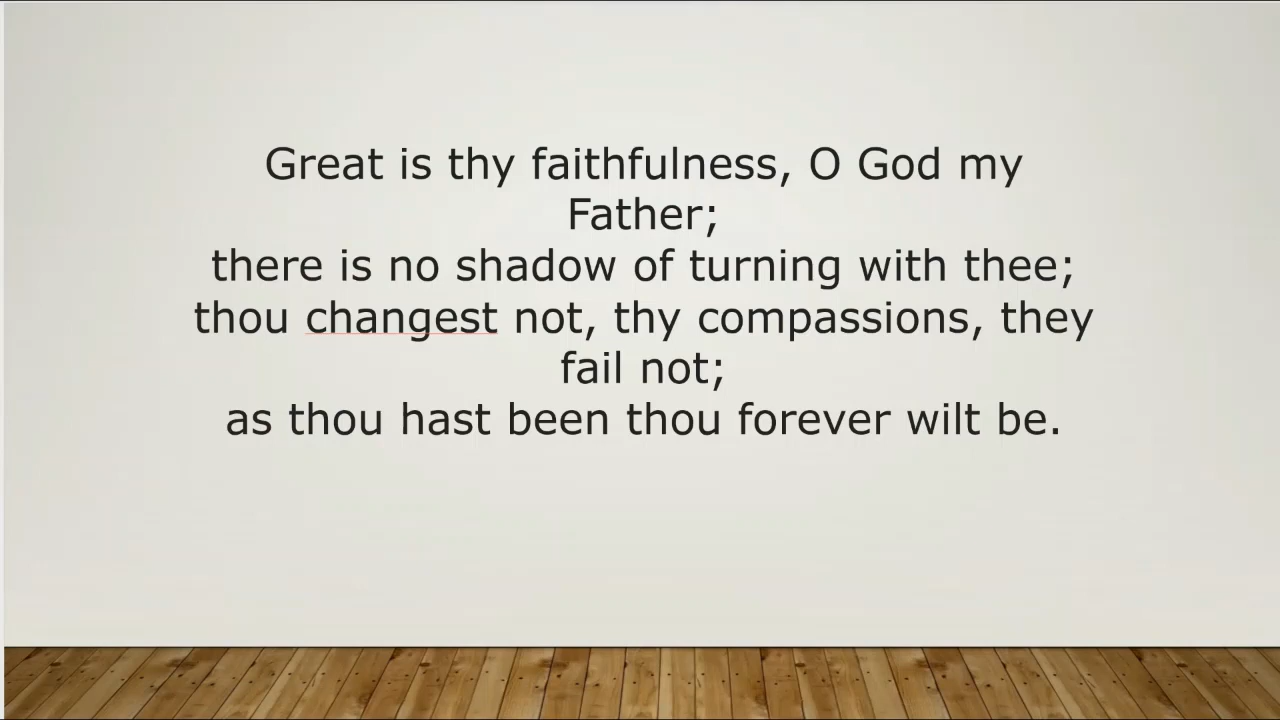 Great is thy faithfulness, O God my
Father;
there is no shadow of turning with thee;
thou changest not, thy compassions, they
fail not;
as thou hast been thou forever wilt be.